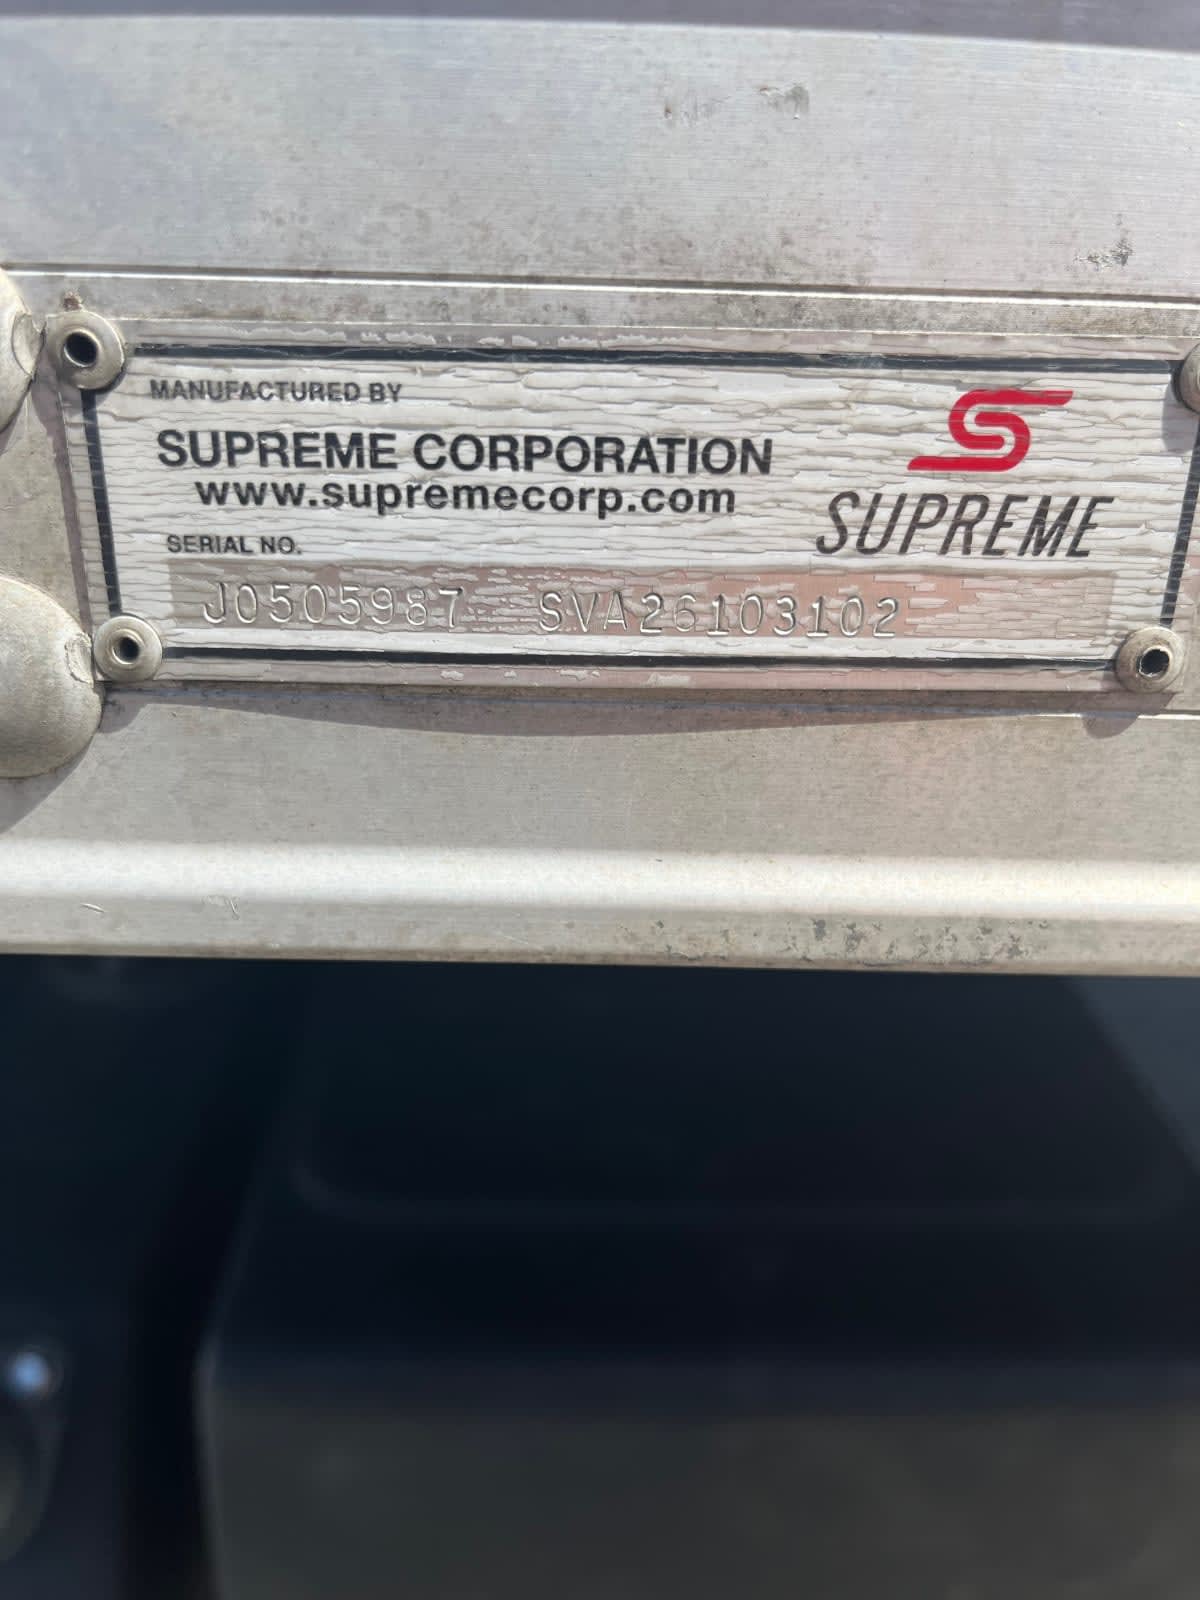 MANUFACTURED BY
SUPREME CORPORATION
www.supremecorp.com
SUPREME
SERIAL NO.
J0505987 SVA26103102